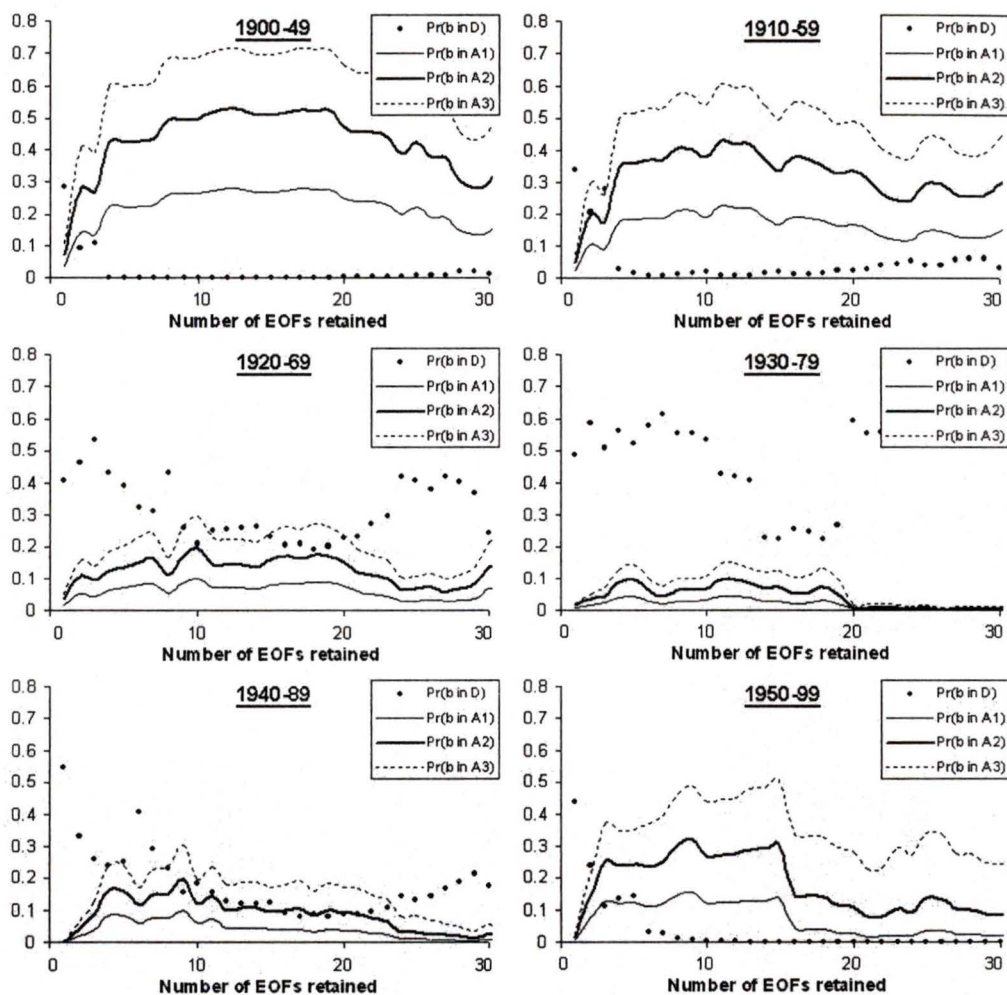 1900-49
0.8
0.7
0.6
0.5
0.4
0.3
0.2
0.1
0
0 10 20 30
Number of EOFs retained
Pr(b in D)
Pr(b in A1)
Pr(b in A2)
Pr(b in A3)
1910-59
0.8
0.7
0.6
0.5
0.4
0.3
0.2
0.1
0
0 10 20 30
Number of EOFs retained
Pr(b in D)
Pr(b in A1)
Pr(b in A2)
Pr(b in A3)
1920-69
0.8
0.7
0.6
0.5
0.4
0.3
0.2
0.1
0
0 10 20 30
Number of EOFs retained
Pr(b in D)
Pr(b in A1)
Pr(b in A2)
Pr(b in A3)
1930-79
0.8
0.7
0.6
0.5
0.4
0.3
0.2
0.1
0
0 10 20 30
Number of EOFs retained
Pr(b in D)
Pr(b in A1)
Pr(b in A2)
Pr(b in A3)
1940-89
0.8
0.7
0.6
0.5
0.4
0.3
0.2
0.1
0
0 10 20 30
Number of EOFs retained
Pr(b in D)
Pr(b in A1)
Pr(b in A2)
Pr(b in A3)
1950-99
0.8
0.7
0.6
0.5
0.4
0.3
0.2
0.1
0
0 10 20 30
Number of EOFs retained
Pr(b in D)
Pr(b in A1)
Pr(b in A2)
Pr(b in A3)